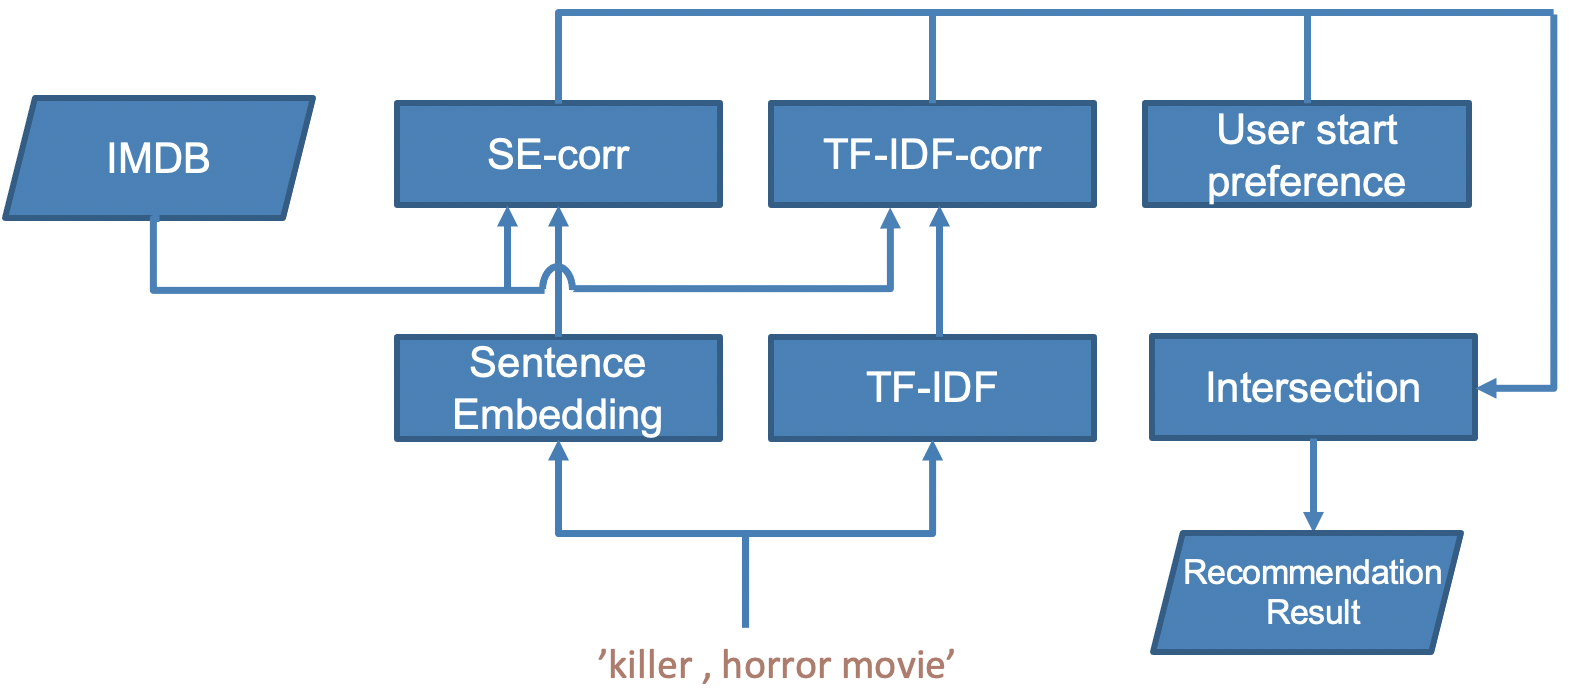 IMDB
SE-corr
TF-IDF-corr
User start
preference
Sentence
Embedding
TF-IDF
Intersection
Recommendation
Result
’killer , horror movie’